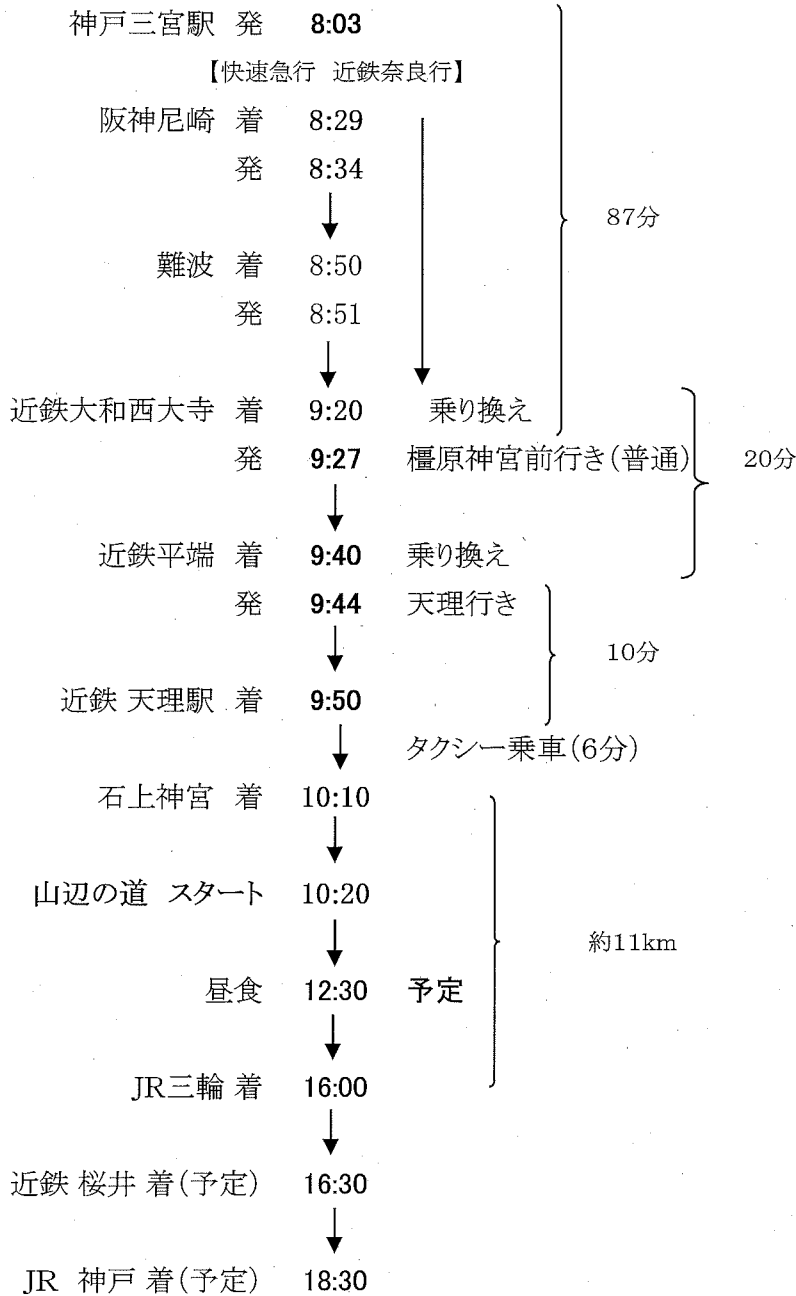 神戸三宮駅 発 8:03
【快速急行 近鉄奈良行】
阪神尼崎 着 8:29
発 8:34
87分
難波 着 8:50
発 8:51
近鉄大和西大寺 着 9:20 乗り換え
発 9:27 橿原神宮前行き(普通) 20分
近鉄平端 着 9:40 乗り換え
発 9:44 天理行き
10分
近鉄 天理駅 着 9:50
タクシー乗車(6分)
石上神宮 着 10:10
山辺の道 スタート 10:20
約11km
昼食 12:30 予定
JR三輪 着 16:00
近鉄 桜井 着(予定) 16:30
JR 神戸 着(予定) 18:30